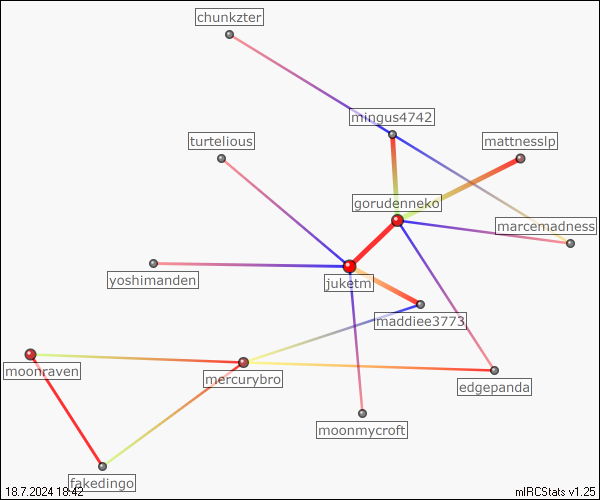 chunkzter
mingus4742
turtelious
mattnesslp
gorudenneko
marcemadness
yoshimanden
juketm
maddiee3773
moonraven
mercurybro
edgepanda
moonmycroft
fakedingo
18.7.2024 18:42
mIRCStats v1.25